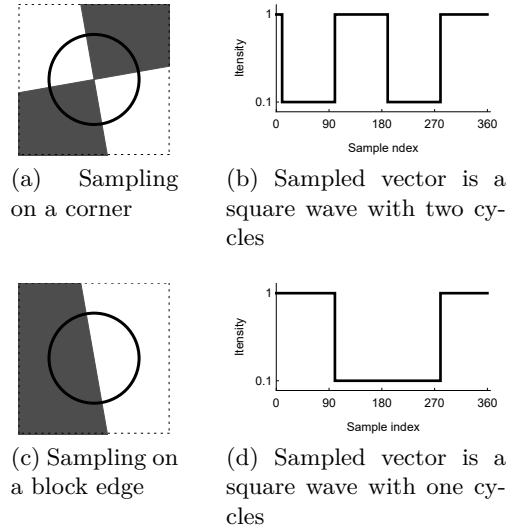 1
Itensity
0.1
0 90 180 270 360
Sample ndex
(a) Sampling
on a corner
(b) Sampled vector is a
square wave with two cy-
cles
1
Itensity
0.1
0 90 180 270 360
Sample index
(c) Sampling on
a block edge
(d) Sampled vector is a
square wave with one cy-
cles